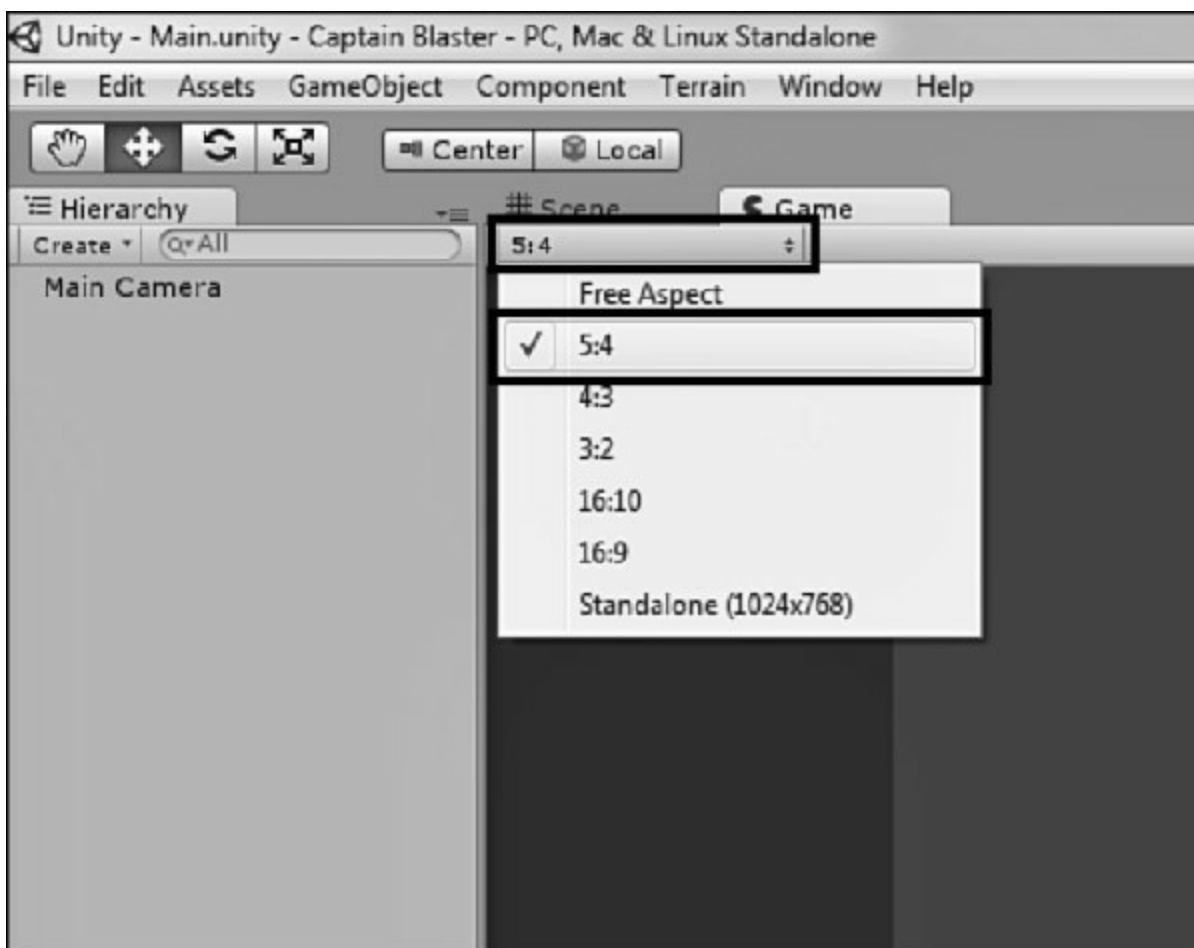 Unity - Main.unity - Captain Blaster - PC, Mac & Linux Standalone
File Edit Assets GameObject Component Terrain Window Help
Center Local
Hierarchy
Scene Game
Create All
5:4
Main Camera
Free Aspect
5:4
4:3
3:2
16:10
16:9
Standalone (1024x768)